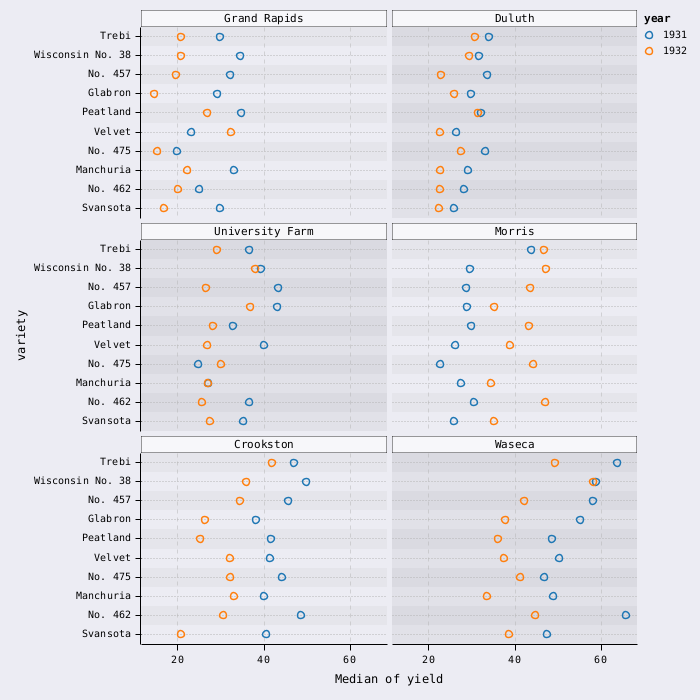 Grand Rapids
Duluth
year
1931
1932
Trebi
Wisconsin No. 38
No. 457
Glabron
Peatland
Velvet
No. 475
Manchuria
No. 462
Svansota
University Farm
Morris
Trebi
Wisconsin No. 38
No. 457
Glabron
Peatland
Velvet
No. 475
Manchuria
No. 462
Svansota
variety
Crookston
Waseca
Trebi
Wisconsin No. 38
No. 457
Glabron
Peatland
Velvet
No. 475
Manchuria
No. 462
Svansota
20 40 60 20 40 60
Median of yield